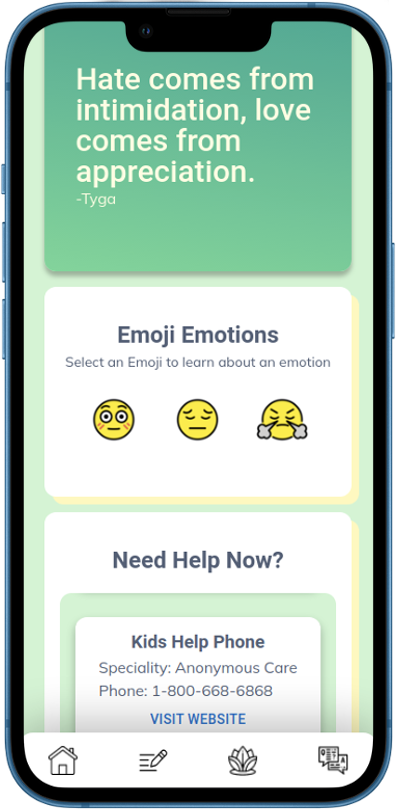 Hate comes from
intimidation, love
comes from
appreciation.
-Tyga
Emoji Emotions
Select an Emoji to learn about an emotion
Need Help Now?
Kids Help Phone
Speciality: Anonymous Care
Phone: 1-800-668-6868
VISIT WEBSITE